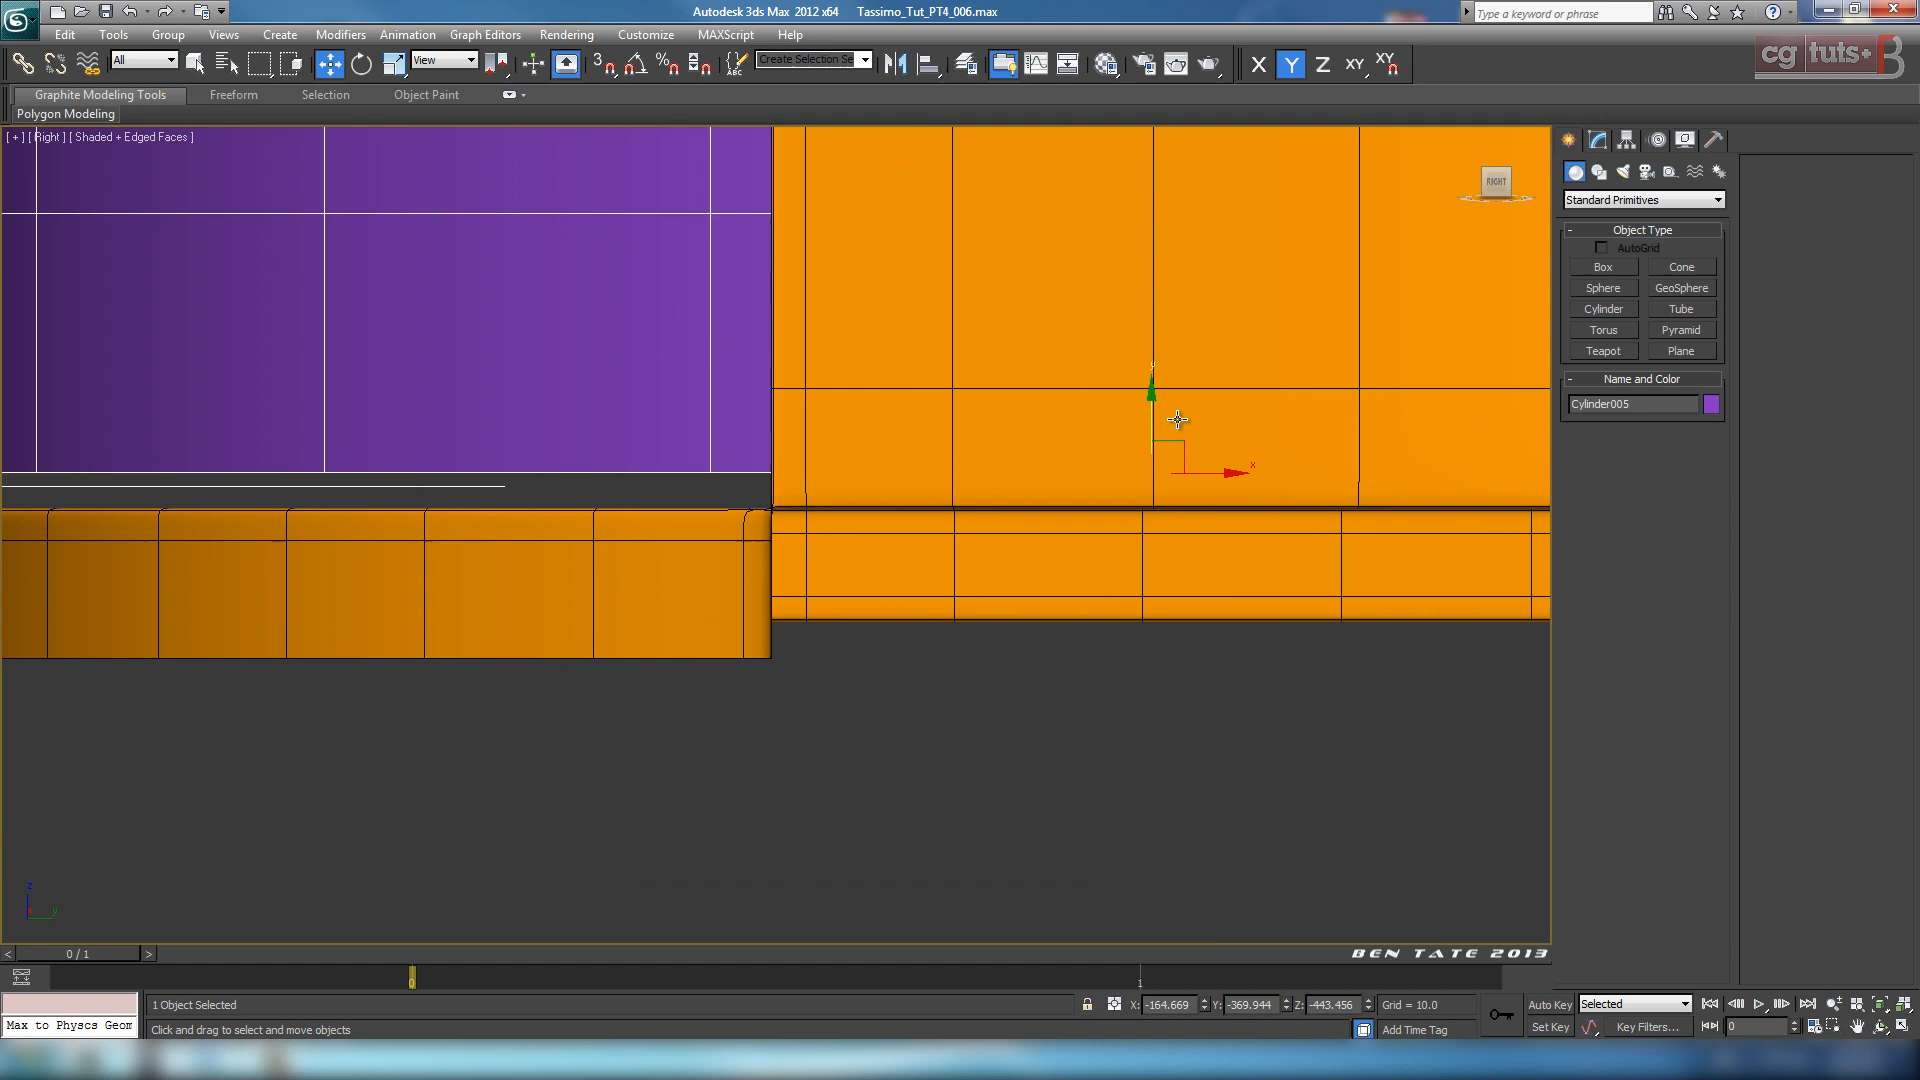 Autodesk 3ds Max 2012 x64 Tassimo_Tut_PT4_006.max
Type a keyword or phrase
Edit Tools Group Views Create Modifiers Animation Graph Editors Rendering Customize MAXScript Help
All
View
3
ABC
Create Selection Se
X Y Z XY XY
cg tuts+
Graphite Modeling Tools Freeform Selection Object Paint
Polygon Modeling
[ + ] [ Right ] [ Shaded + Edged Faces ]
RIGHT
Standard Primitives
- Object Type
AutoGrid
Box Cone
Sphere GeoSphere
Cylinder Tube
Torus Pyramid
Teapot Plane
- Name and Color
Cylinder005
y
x
z
y
< 0 / 1 >
BEN TATE 2013
0 1
1 Object Selected
X: -164.669 Y: -369.944 Z: -443.456 Grid = 10.0
Auto Key Selected
Max to Physcs Geom
Click and drag to select and move objects
Add Time Tag
Set Key Key Filters... 0